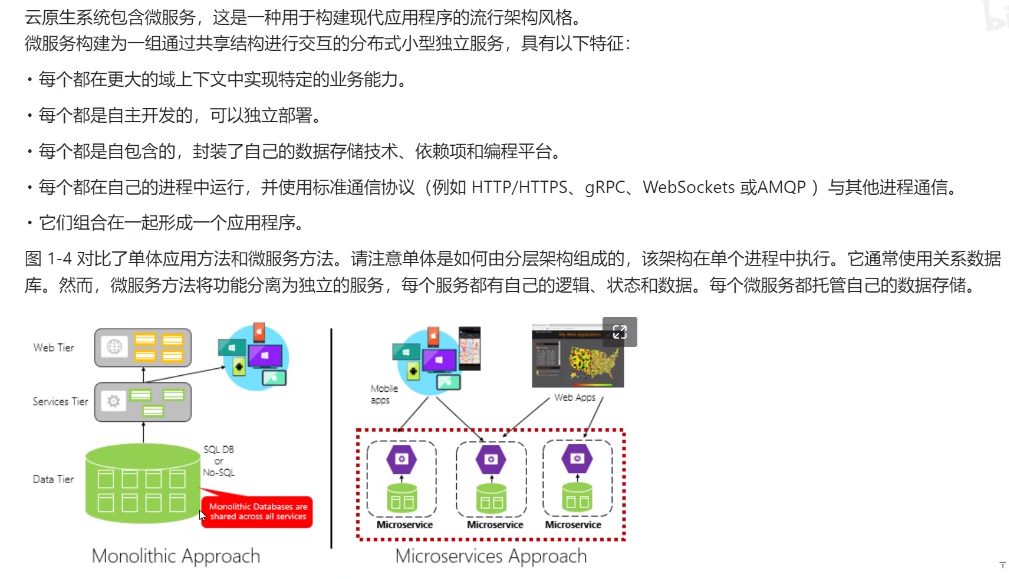 云原生系统包含微服务，这是一种用于构建现代应用程序的流行架构风格。
微服务构建为一组通过共享结构进行交互的分布式小型独立服务，具有以下特征：
• 每个都在更大的域上下文中实现特定的业务能力。
• 每个都是自主开发的，可以独立部署。
• 每个都是自包含的，封装了自己的数据存储技术、依赖项和编程平台。
• 每个都在自己的进程中运行，并使用标准通信协议（例如 HTTP/HTTPS、gRPC、WebSockets 或AMQP ）与其他进程通信。
• 它们组合在一起形成一个应用程序。
图 1-4 对比了单体应用方法和微服务方法。请注意单体是如何由分层架构组成的，该架构在单个进程中执行。它通常使用关系数据
库。然而，微服务方法将功能分离为独立的服务，每个服务都有自己的逻辑、状态和数据。每个微服务都托管自己的数据存储。
Web Tier
Services Tier
Data Tier
SQL DB
or
No-SQL
Monolithic Databases are
shared across all services
Monolithic Approach
Mobile
apps
My Web Application
Web Apps
Microservice
Microservice
Microservice
Microservices Approach